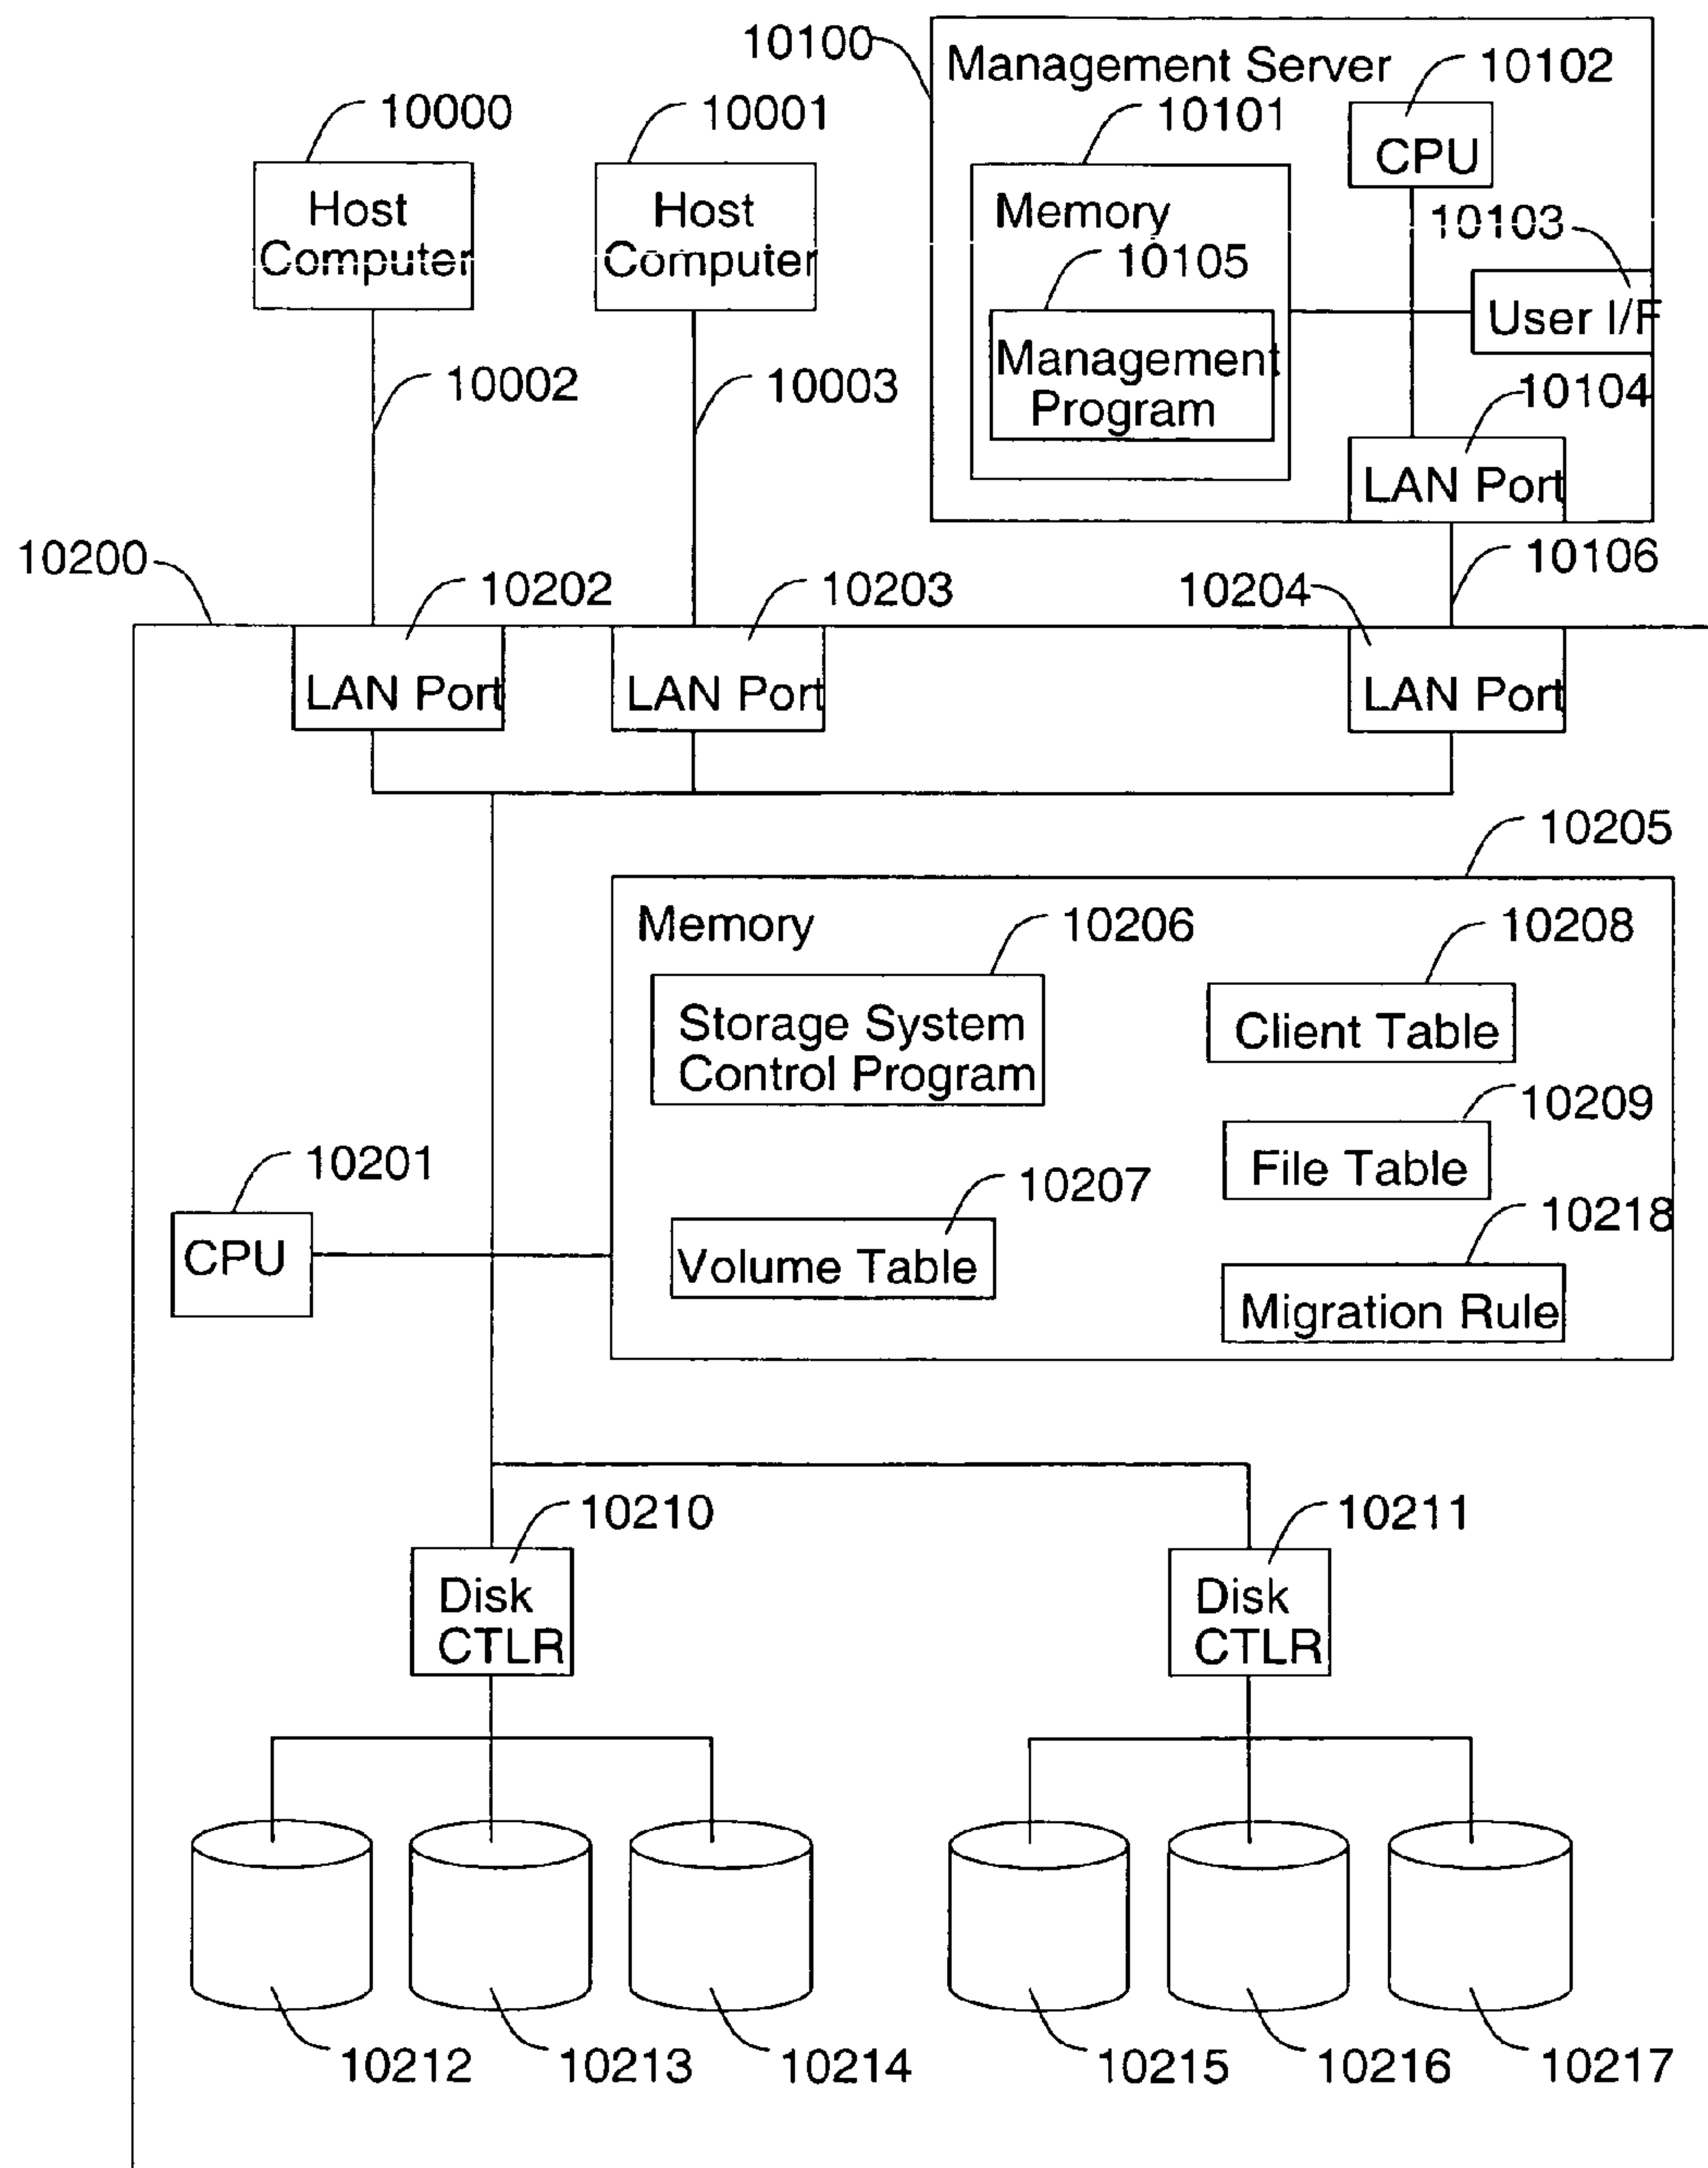 10100
Management Server
10102
10000
10001
10101
CPU
Host
Computer
Host
Computer
Memory
10103
10105
User I/F
Management
Program
10002
10003
10104
LAN Port
10200
10202
10203
10204
10106
LAN Port
LAN Port
LAN Port
10205
Memory
10206
10208
Storage System
Control Program
Client Table
10209
File Table
10201
10207
10218
CPU
Volume Table
Migration Rule
10210
10211
Disk
CTLR
Disk
CTLR
10212
10213
10214
10215
10216
10217